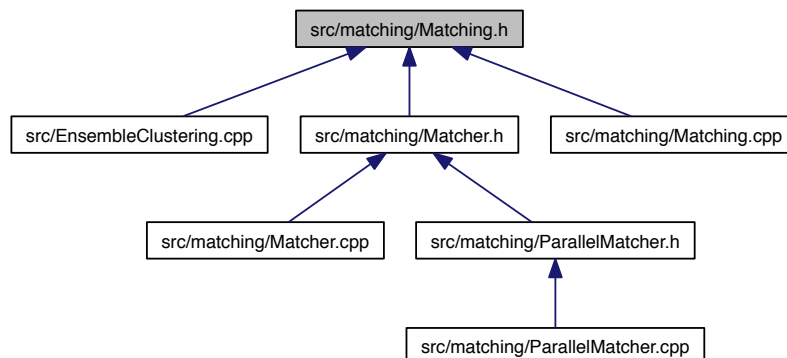 src/matching/Matching.h
src/EnsembleClustering.cpp
src/matching/Matcher.h
src/matching/Matching.cpp
src/matching/Matcher.cpp
src/matching/ParallelMatcher.h
src/matching/ParallelMatcher.cpp